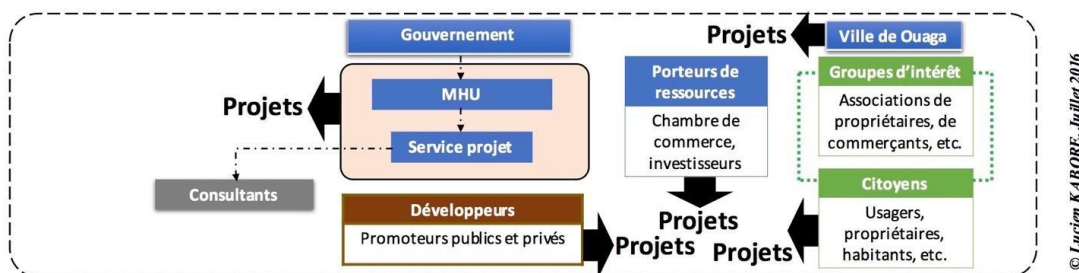 Gouvernement
MHU
Service projet
Projets
Consultants
Développeurs
Promoteurs publics et privés
Projets
Porteurs de
ressources
Chambre de
commerce,
investisseurs
Projets
Projets
Ville de Ouaga
Groupes d'intérêt
Associations de
propriétaires, de
commerçants, etc.
Citoyens
Usagers,
propriétaires,
habitants, etc.
Projets
© Lucien KABORE, Juillet 2016